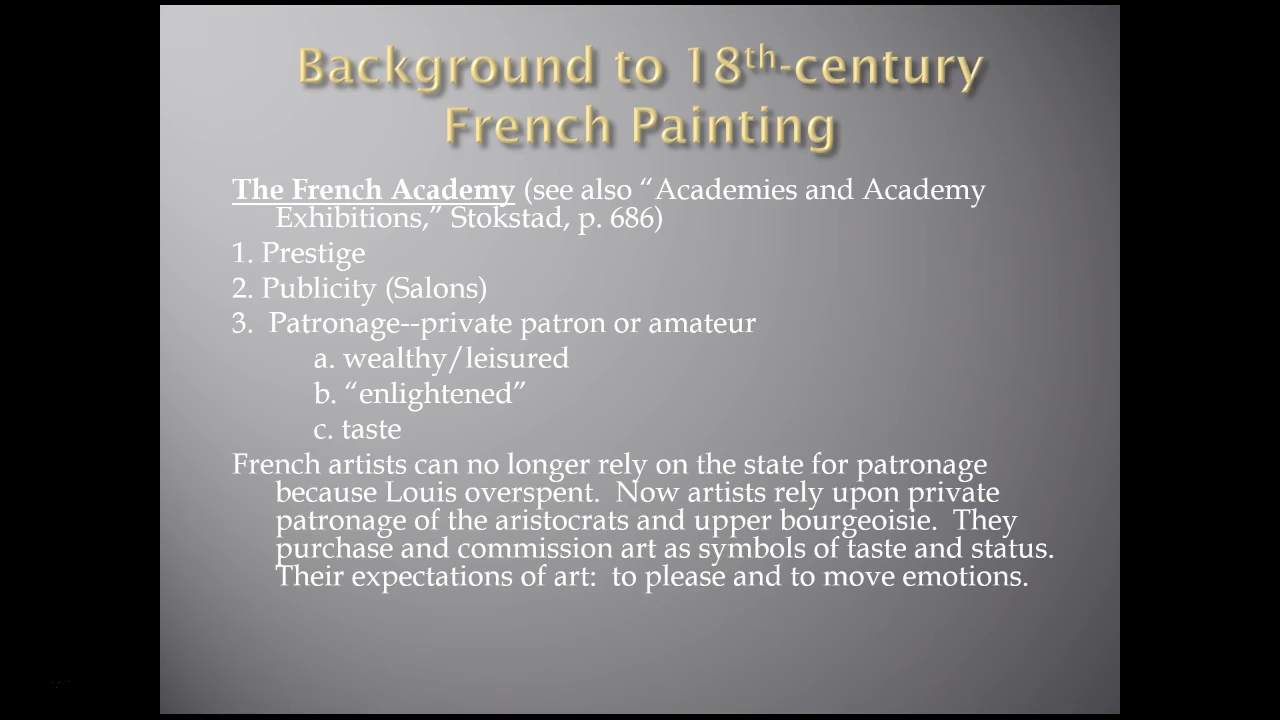 Background to 18th-century
French Painting
The French Academy (see also “Academies and Academy
Exhibitions,” Stokstad, p. 686)
1. Prestige
2. Publicity (Salons)
3.  Patronage--private patron or amateur
a. wealthy/leisured
b. “enlightened”
c. taste
French artists can no longer rely on the state for patronage
because Louis overspent.  Now artists rely upon private
patronage of the aristocrats and upper bourgeoisie.  They
purchase and commission art as symbols of taste and status.
Their expectations of art:  to please and to move emotions.